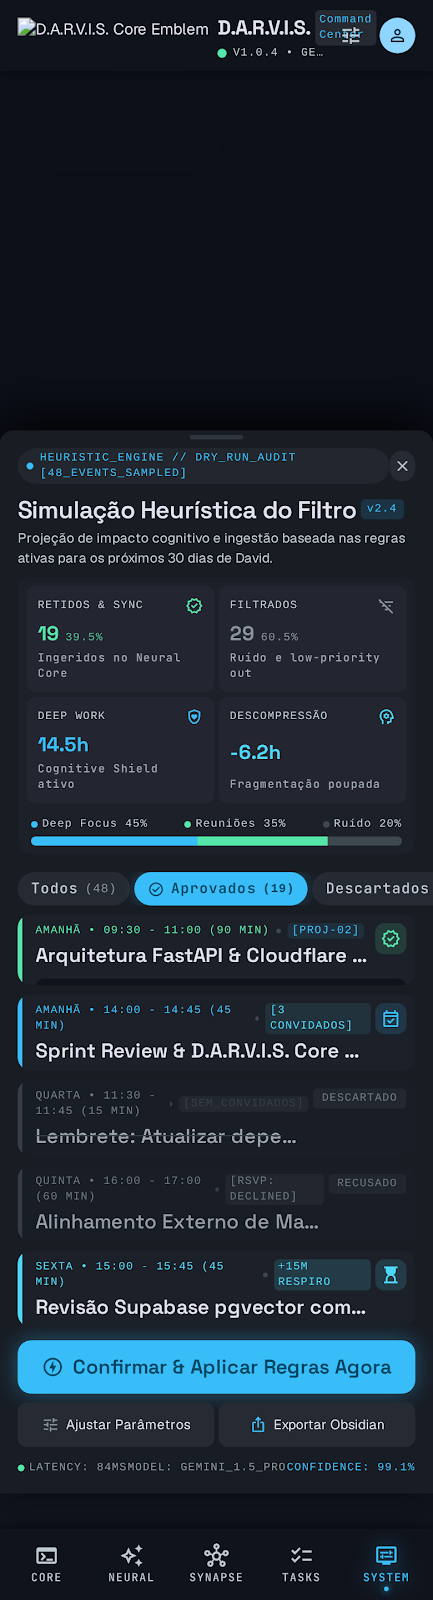 D.A.R.V.I.S. Core Emblem
D.A.R.V.I.S.
Command
Center
V1.0.4 • GE…
HEURISTIC_ENGINE // DRY_RUN_AUDIT
[48_EVENTS_SAMPLED]
Simulação Heurística do Filtro v2.4
Projeção de impacto cognitivo e ingestão baseada nas regras
ativas para os próximos 30 dias de David.
RETIDOS & SYNC
19 39.5%
Ingeridos no Neural
Core
FILTRADOS
29 60.5%
Ruído e low-priority
out
DEEP WORK
14.5h
Cognitive Shield
ativo
DESCOMPRESSÃO
-6.2h
Fragmentação poupada
Deep Focus 45%
Reuniões 35%
Ruído 20%
Todos (48)
Aprovados (19)
Descartados
AMANHÃ • 09:30 - 11:00 (90 MIN)
[PROJ-02]
Arquitetura FastAPI & Cloudflare ...
AMANHÃ • 14:00 - 14:45 (45
MIN)
[3
CONVIDADOS]
Sprint Review & D.A.R.V.I.S. Core ...
QUARTA • 11:30 -
11:45 (15 MIN)
[SEM_CONVIDADOS]
DESCARTADO
Lembrete: Atualizar depe...
QUINTA • 16:00 - 17:00
(60 MIN)
[RSVP:
DECLINED]
RECUSADO
Alinhamento Externo de Ma...
SEXTA • 15:00 - 15:45 (45
MIN)
+15M
RESPIRO
Revisão Supabase pgvector com...
Confirmar & Aplicar Regras Agora
Ajustar Parâmetros
Exportar Obsidian
LATENCY: 84MSMODEL: GEMINI_1.5_PROCONFIDENCE: 99.1%
CORE
NEURAL
SYNAPSE
TASKS
SYSTEM